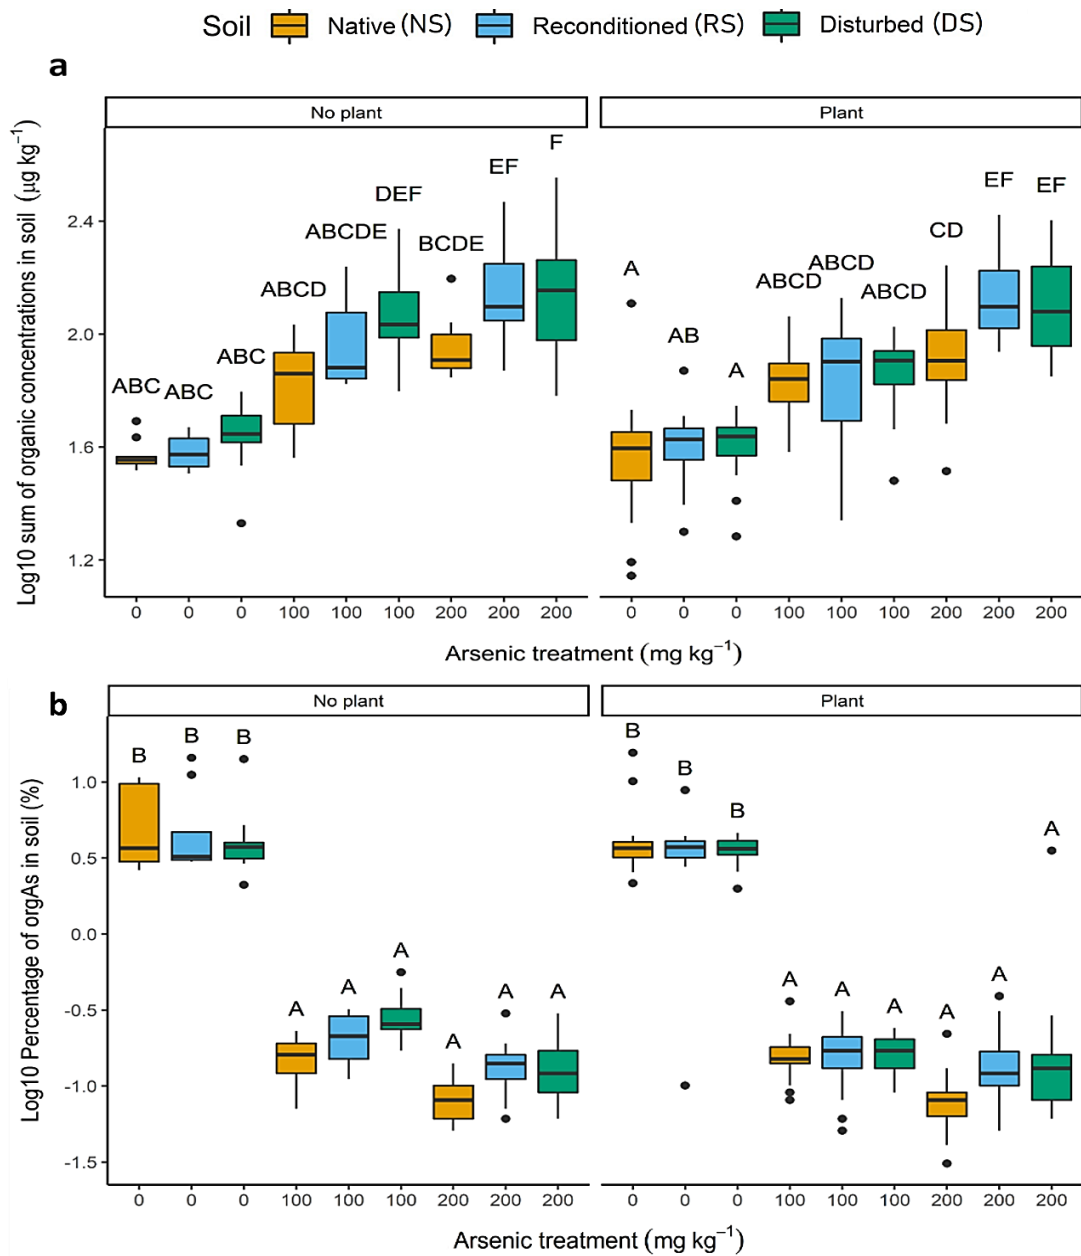 Soil Native (NS) Reconditioned (RS) Disturbed (DS)
a
No plant Plant
Log10 sum of organic concentrations in soil (µg kg⁻¹)
2.4
2.0
1.6
1.2
ABC ABC ABC ABCD ABCDE DEF BCDE EF F
A AB A ABCD ABCD ABCD CD EF EF
0 0 0 100 100 100 200 200 200 0 0 0 100 100 100 200 200 200
Arsenic treatment (mg kg⁻¹)
b
No plant Plant
Log10 Percentage of orgAs in soil (%)
1.0
0.5
0.0
-0.5
-1.0
-1.5
B B B A A A A A A
B B B A A A A A A
0 0 0 100 100 100 200 200 200 0 0 0 100 100 100 200 200 200
Arsenic treatment (mg kg⁻¹)